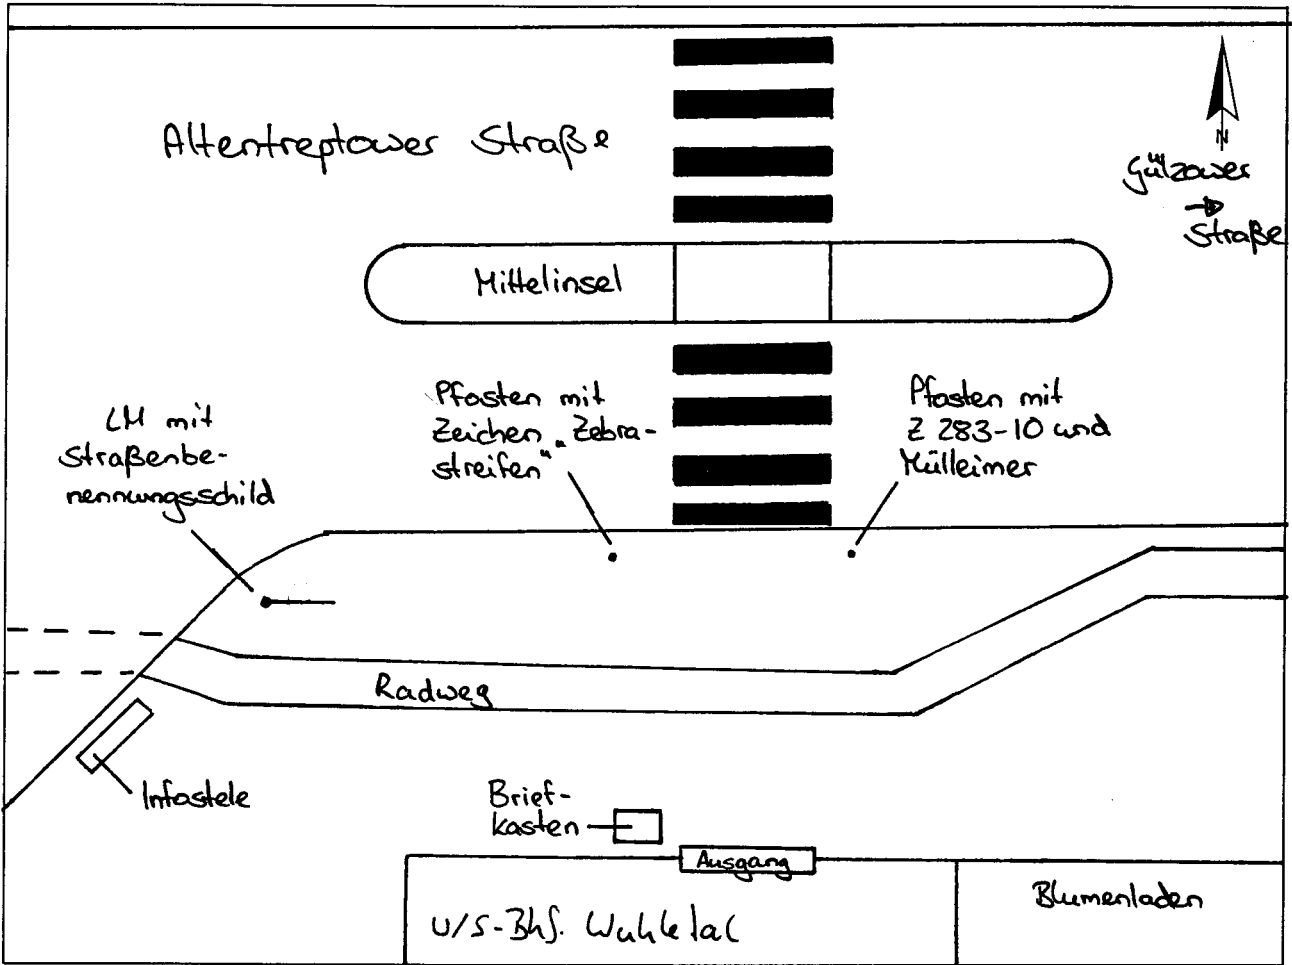 Altentreptower Straße
N
Gülzower
Straße
Mittelinsel
LM mit
Straßenbe-
nennungsschild
Pfosten mit
Zeichen "Zebra-
streifen"
Pfosten mit
Z 283-10 und
Mülleimer
Radweg
Infostele
Brief-
kasten
Ausgang
U/S-Bhf. Wuhletal
Blumenladen